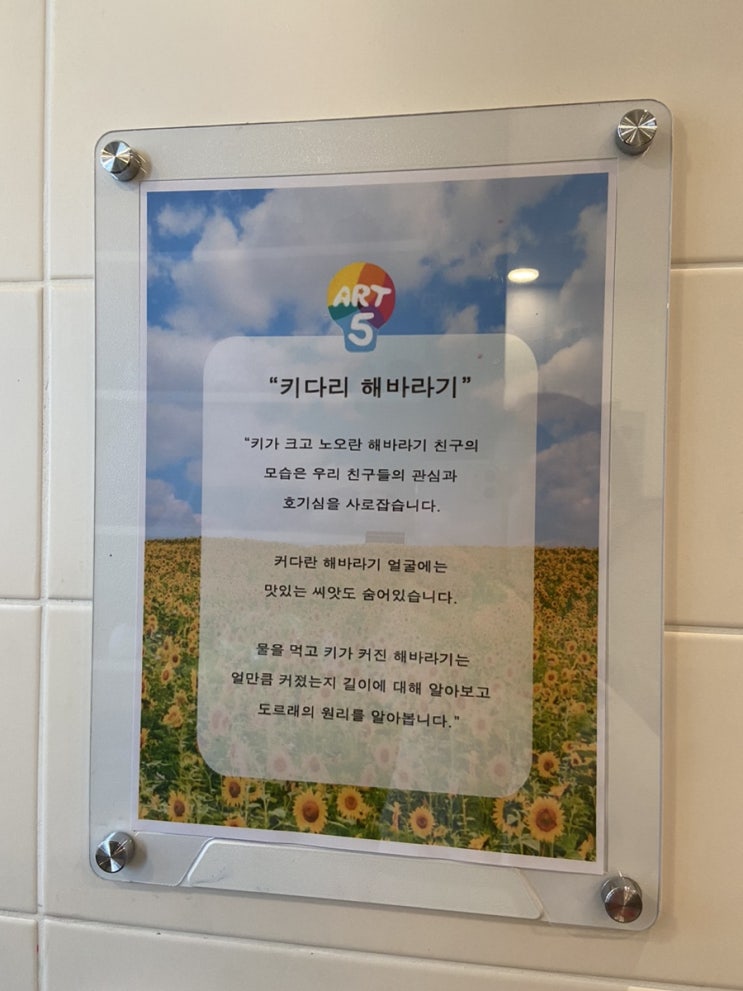 ART
5
“키다리 해바라기”
“키가 크고 노오란 해바라기 친구의
모습은 우리 친구들의 관심과
호기심을 사로잡습니다.
커다란 해바라기 얼굴에는
맛있는 씨앗도 숨어있습니다.
물을 먹고 키가 커진 해바라기는
얼만큼 커졌는지 길이에 대해 알아보고
도르래의 원리를 알아봅니다.”